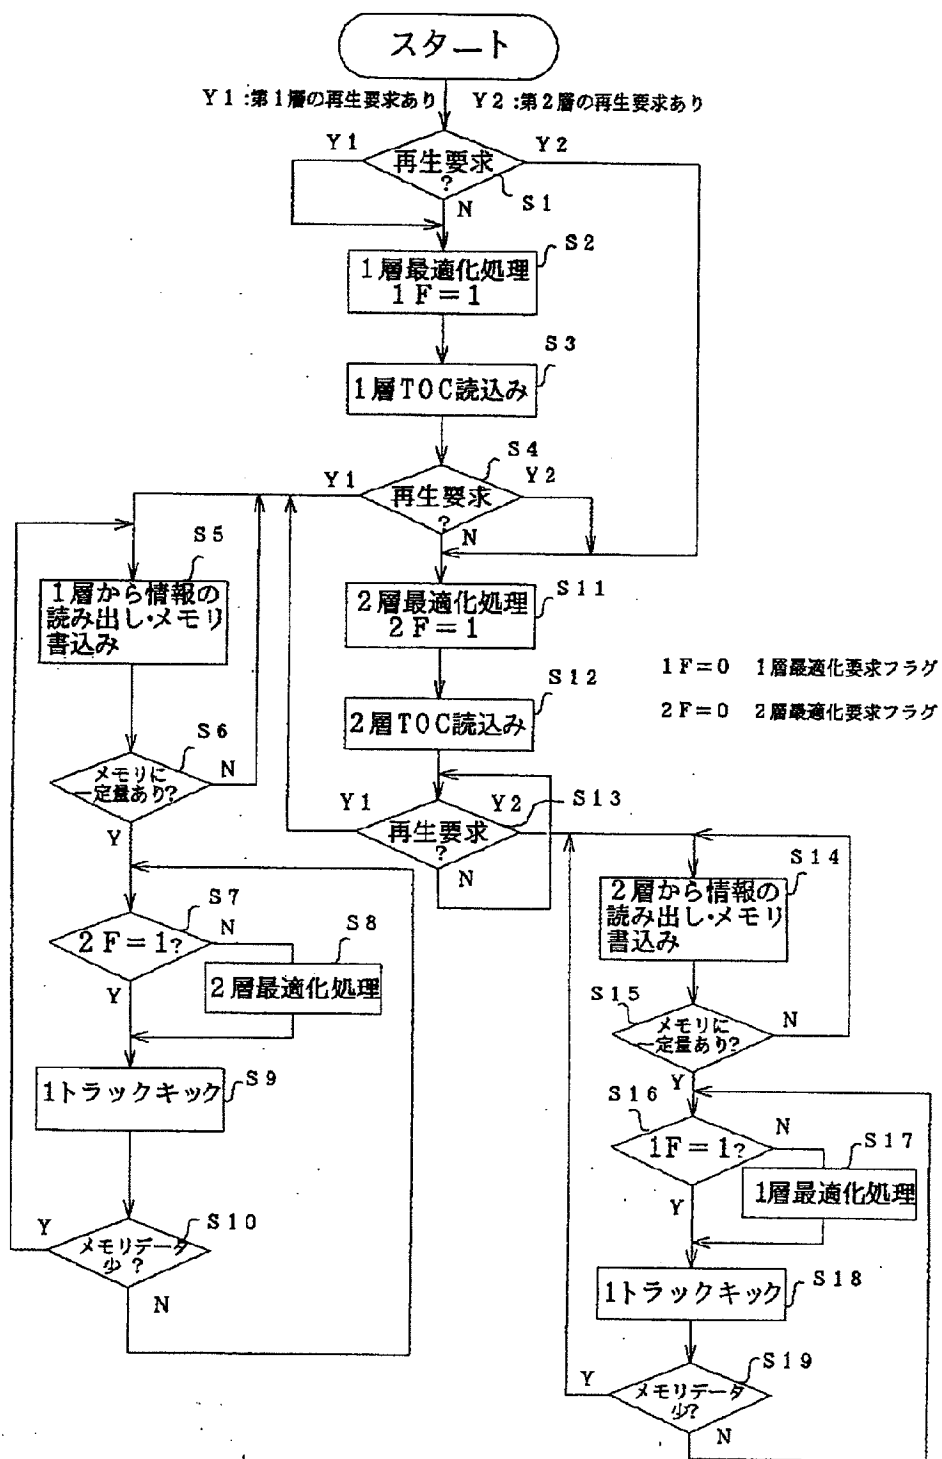 スタート
Y1:第1層の再生要求あり Y2:第2層の再生要求あり
Y1
Y2
再生要求
?
S1
N
S2
1層最適化処理
1F=1
S3
1層TOC読込み
S4
Y1
Y2
再生要求
?
N
S5
1層から情報の
読み出し・メモリ
書込み
S11
2層最適化処理
2F=1
1F=0 1層最適化要求フラグ
2F=0 2層最適化要求フラグ
S12
2層TOC読込み
S6
メモリに
一定量あり?
N
Y
S13
Y1
Y2
再生要求
?
N
S14
2層から情報の
読み出し・メモリ
書込み
S7
2F=1?
N
Y
S8
2層最適化処理
S15
メモリに
一定量あり?
N
Y
S9
1トラックキック
S16
1F=1?
N
Y
S17
1層最適化処理
S10
Y
メモリデータ
少?
N
S18
1トラックキック
S19
Y
メモリデータ
少?
N